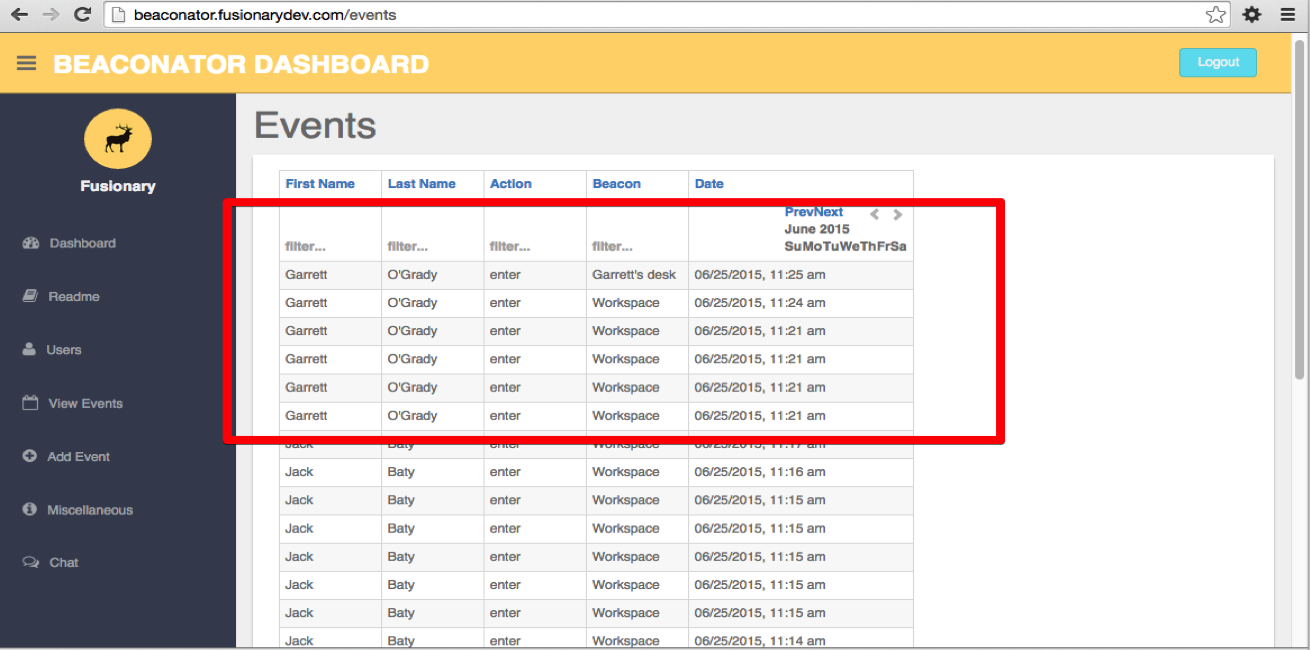 beaconator.fusionarydev.com/events
BEACONATOR DASHBOARD
Logout
Fusionary
Dashboard
Readme
Users
View Events
Add Event
Miscellaneous
Chat
Events
First Name Last Name Action Beacon Date
PrevNext
June 2015
filter... filter... filter... filter... SuMoTuWeThFrSa
Garrett O'Grady enter Garrett's desk 06/25/2015, 11:25 am
Garrett O'Grady enter Workspace 06/25/2015, 11:24 am
Garrett O'Grady enter Workspace 06/25/2015, 11:21 am
Garrett O'Grady enter Workspace 06/25/2015, 11:21 am
Garrett O'Grady enter Workspace 06/25/2015, 11:21 am
Garrett O'Grady enter Workspace 06/25/2015, 11:21 am
Jack Baty enter Workspace 06/25/2015, 11:17 am
Jack Baty enter Workspace 06/25/2015, 11:16 am
Jack Baty enter Workspace 06/25/2015, 11:15 am
Jack Baty enter Workspace 06/25/2015, 11:15 am
Jack Baty enter Workspace 06/25/2015, 11:15 am
Jack Baty enter Workspace 06/25/2015, 11:15 am
Jack Baty enter Workspace 06/25/2015, 11:15 am
Jack Baty enter Workspace 06/25/2015, 11:14 am